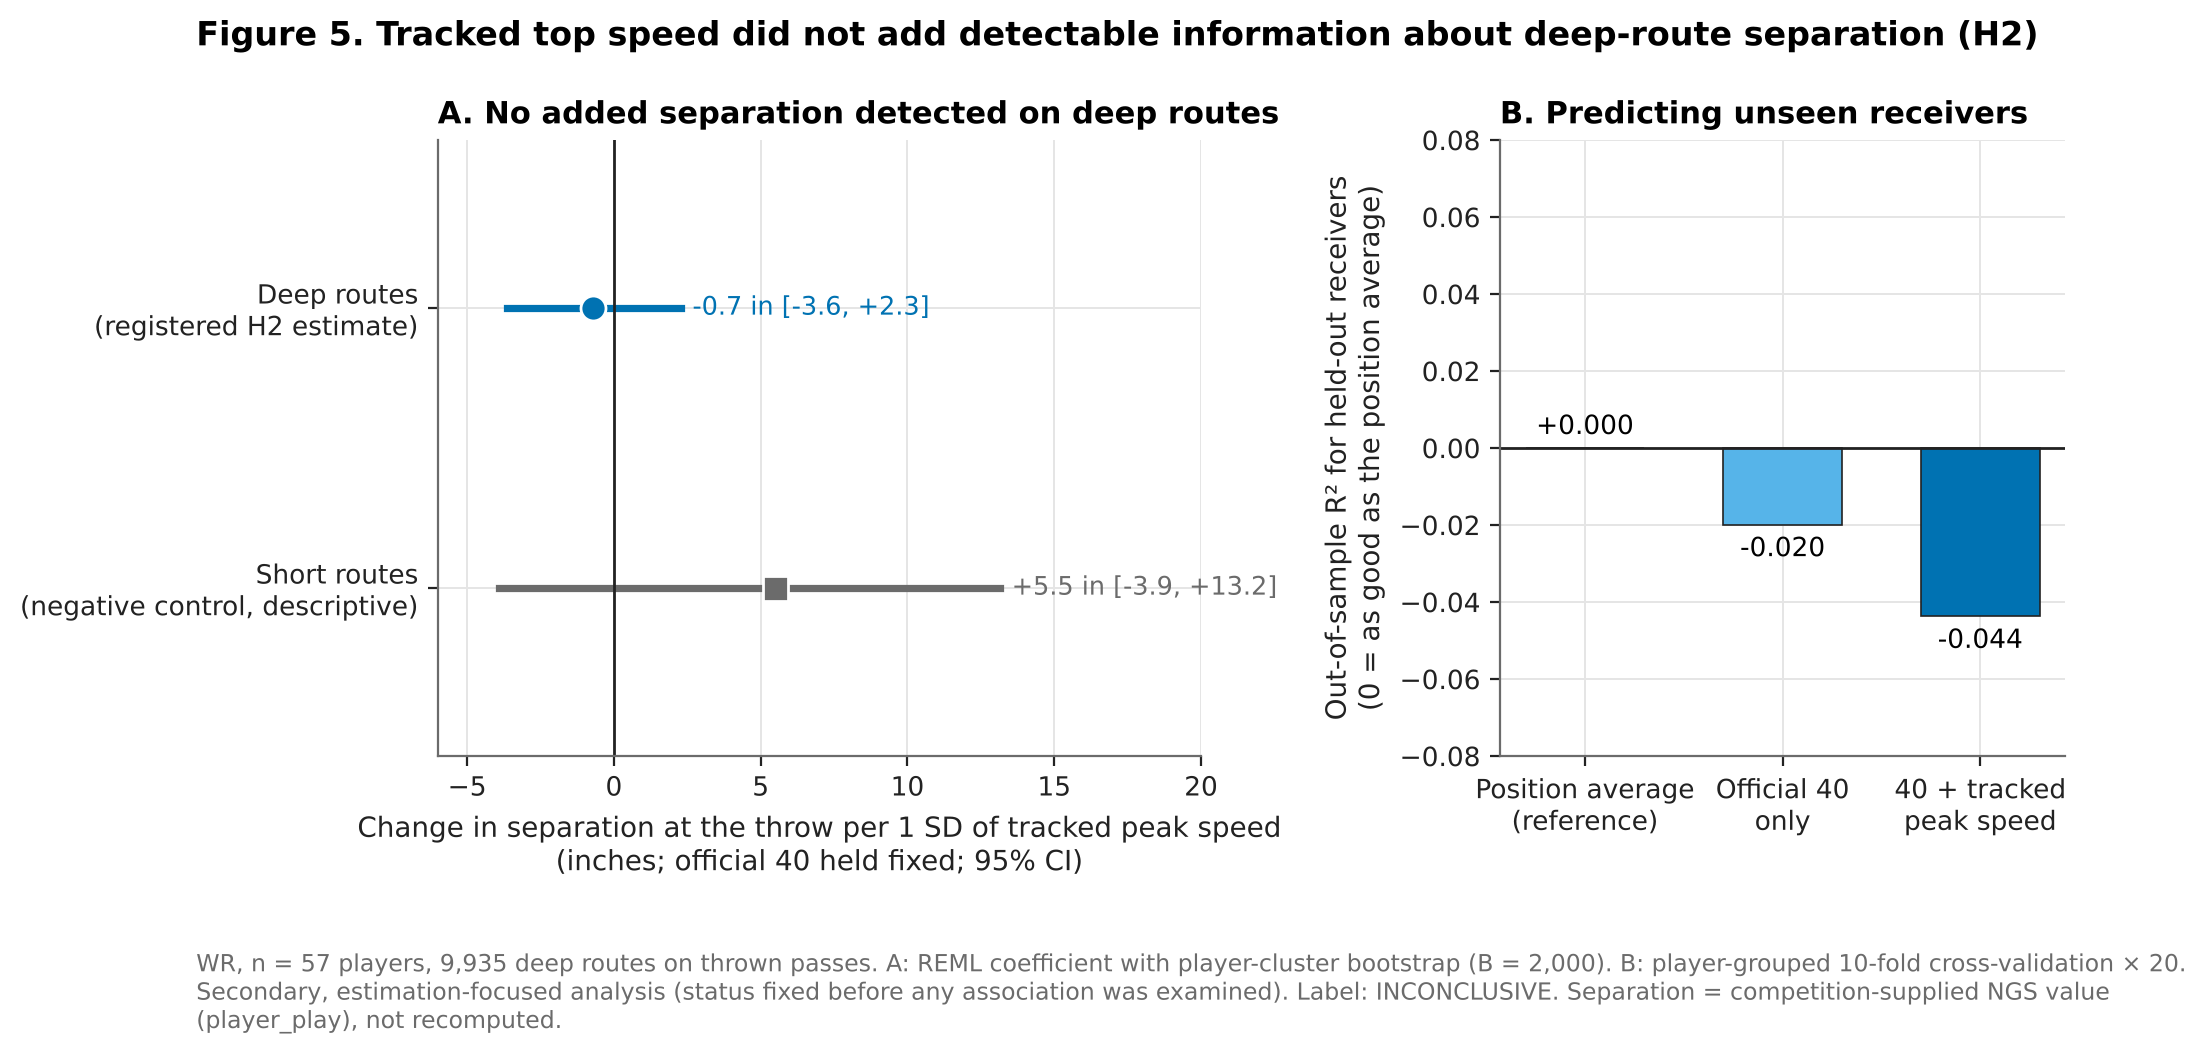 Figure 5. Tracked top speed did not add detectable information about deep-route separation (H2)
A. No added separation detected on deep routes
Deep routes
(registered H2 estimate)
-0.7 in [-3.6, +2.3]
Short routes
(negative control, descriptive)
+5.5 in [-3.9, +13.2]
−5 0 5 10 15 20
Change in separation at the throw per 1 SD of tracked peak speed
(inches; official 40 held fixed; 95% CI)
B. Predicting unseen receivers
Out-of-sample R² for held-out receivers
(0 = as good as the position average)
0.08
0.06
0.04
0.02
0.00
−0.02
−0.04
−0.06
−0.08
+0.000
-0.020
-0.044
Position average
(reference)
Official 40
only
40 + tracked
peak speed
WR, n = 57 players, 9,935 deep routes on thrown passes. A: REML coefficient with player-cluster bootstrap (B = 2,000). B: player-grouped 10-fold cross-validation × 20.
Secondary, estimation-focused analysis (status fixed before any association was examined). Label: INCONCLUSIVE. Separation = competition-supplied NGS value
(player_play), not recomputed.